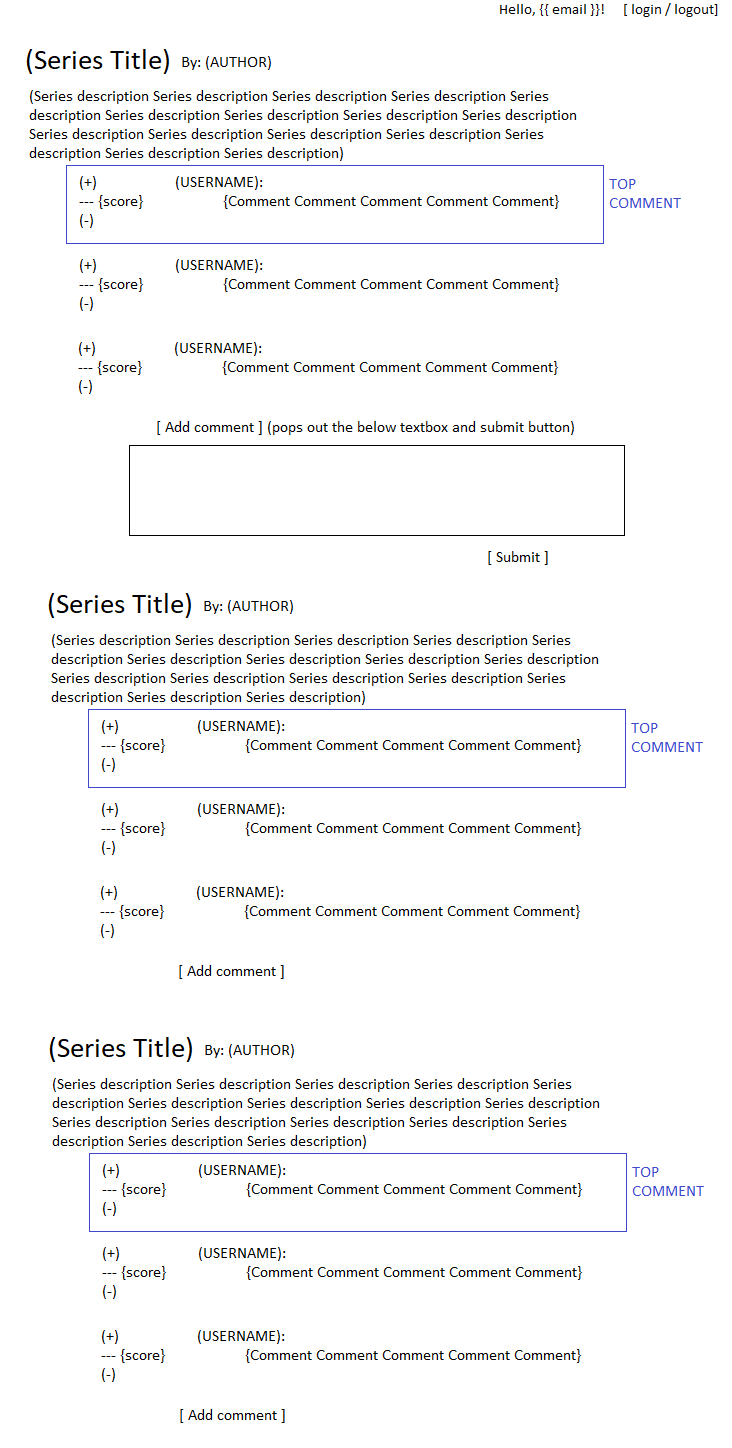 Hello, {{ email }}! [ login / logout]
(Series Title) By: (AUTHOR)
(Series description Series description Series description Series description Series
description Series description Series description Series description Series description
Series description Series description Series description Series description Series
description Series description Series description)
(+) (USERNAME): TOP
--- {score} {Comment Comment Comment Comment Comment} COMMENT
(-)
(+) (USERNAME):
--- {score} {Comment Comment Comment Comment Comment}
(-)
(+) (USERNAME):
--- {score} {Comment Comment Comment Comment Comment}
(-)
[ Add comment ] (pops out the below textbox and submit button)
[ Submit ]
(Series Title) By: (AUTHOR)
(Series description Series description Series description Series description Series
description Series description Series description Series description Series description
Series description Series description Series description Series description Series
description Series description Series description)
(+) (USERNAME): TOP
--- {score} {Comment Comment Comment Comment Comment} COMMENT
(-)
(+) (USERNAME):
--- {score} {Comment Comment Comment Comment Comment}
(-)
(+) (USERNAME):
--- {score} {Comment Comment Comment Comment Comment}
(-)
[ Add comment ]
(Series Title) By: (AUTHOR)
(Series description Series description Series description Series description Series
description Series description Series description Series description Series description
Series description Series description Series description Series description Series
description Series description Series description)
(+) (USERNAME): TOP
--- {score} {Comment Comment Comment Comment Comment} COMMENT
(-)
(+) (USERNAME):
--- {score} {Comment Comment Comment Comment Comment}
(-)
(+) (USERNAME):
--- {score} {Comment Comment Comment Comment Comment}
(-)
[ Add comment ]